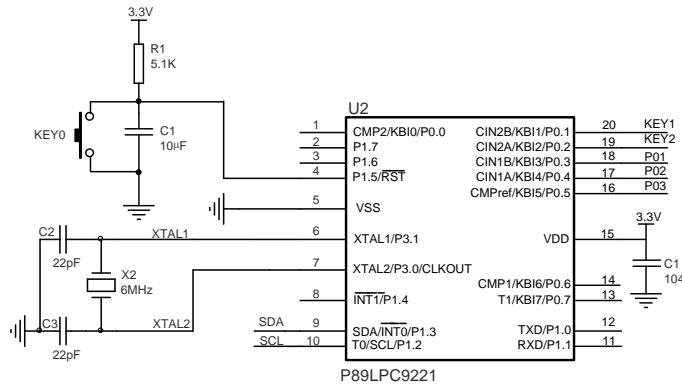 3.3V
R1
5.1K
KEY0
C1
10μF
U2
1 CMP2/KBI0/P0.0 CIN2B/KBI1/P0.1 20 KEY1
2 P1.7 CIN2A/KBI2/P0.2 19 KEY2
3 P1.6 CIN1B/KBI3/P0.3 18 P01
4 P1.5/RST CIN1A/KBI4/P0.4 17 P02
CMPref/KBI5/P0.5 16 P03
5 VSS
3.3V
C2 XTAL1 6 XTAL1/P3.1 VDD 15
22pF
X2
6MHz
7 XTAL2/P3.0/CLKOUT
C1
104
CMP1/KBI6/P0.6 14
8 INT1/P1.4 T1/KBI7/P0.7 13
C3 XTAL2
22pF
SDA 9 SDA/INT0/P1.3 TXD/P1.0 12
SCL 10 T0/SCL/P1.2 RXD/P1.1 11
P89LPC9221